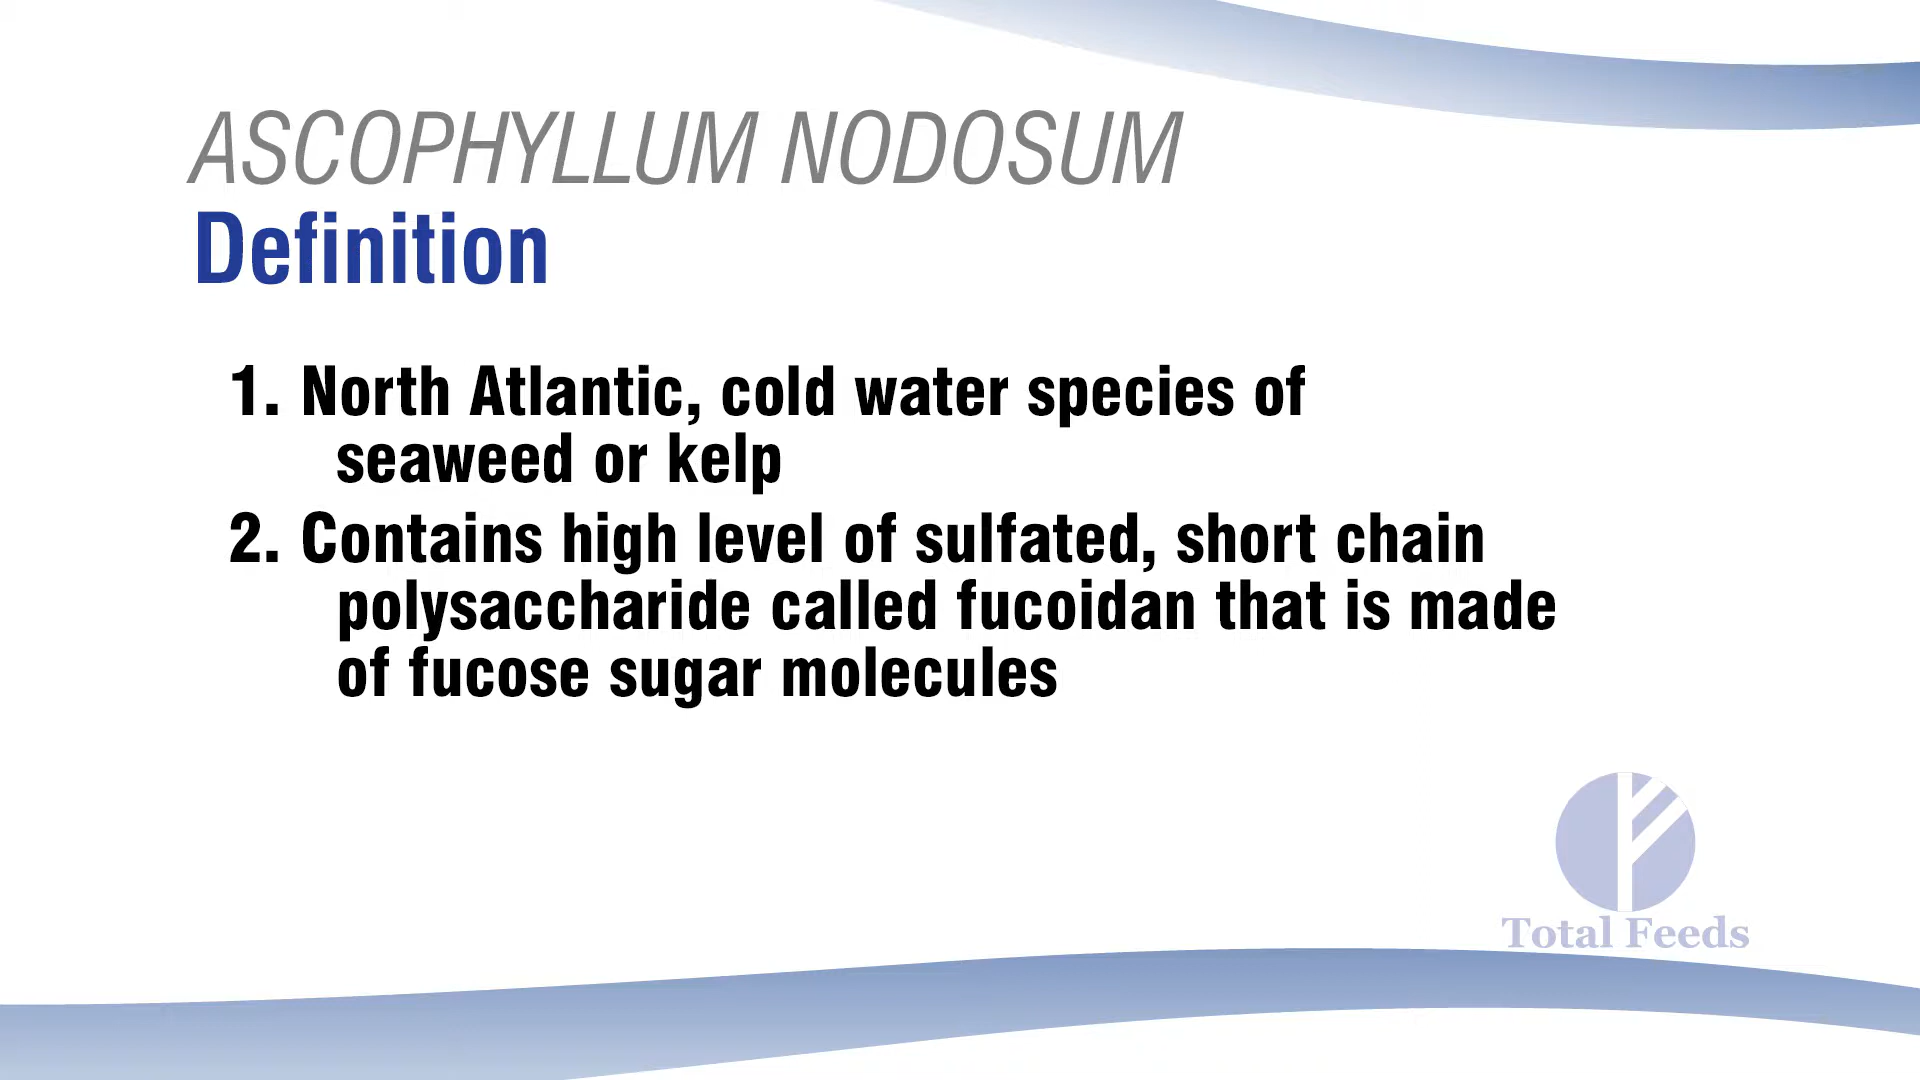 ASCOPHYLLUM NODOSUM
Definition
1. North Atlantic, cold water species of
seaweed or kelp
2. Contains high level of sulfated, short chain
polysaccharide called fucoidan that is made
of fucose sugar molecules
Total Feeds